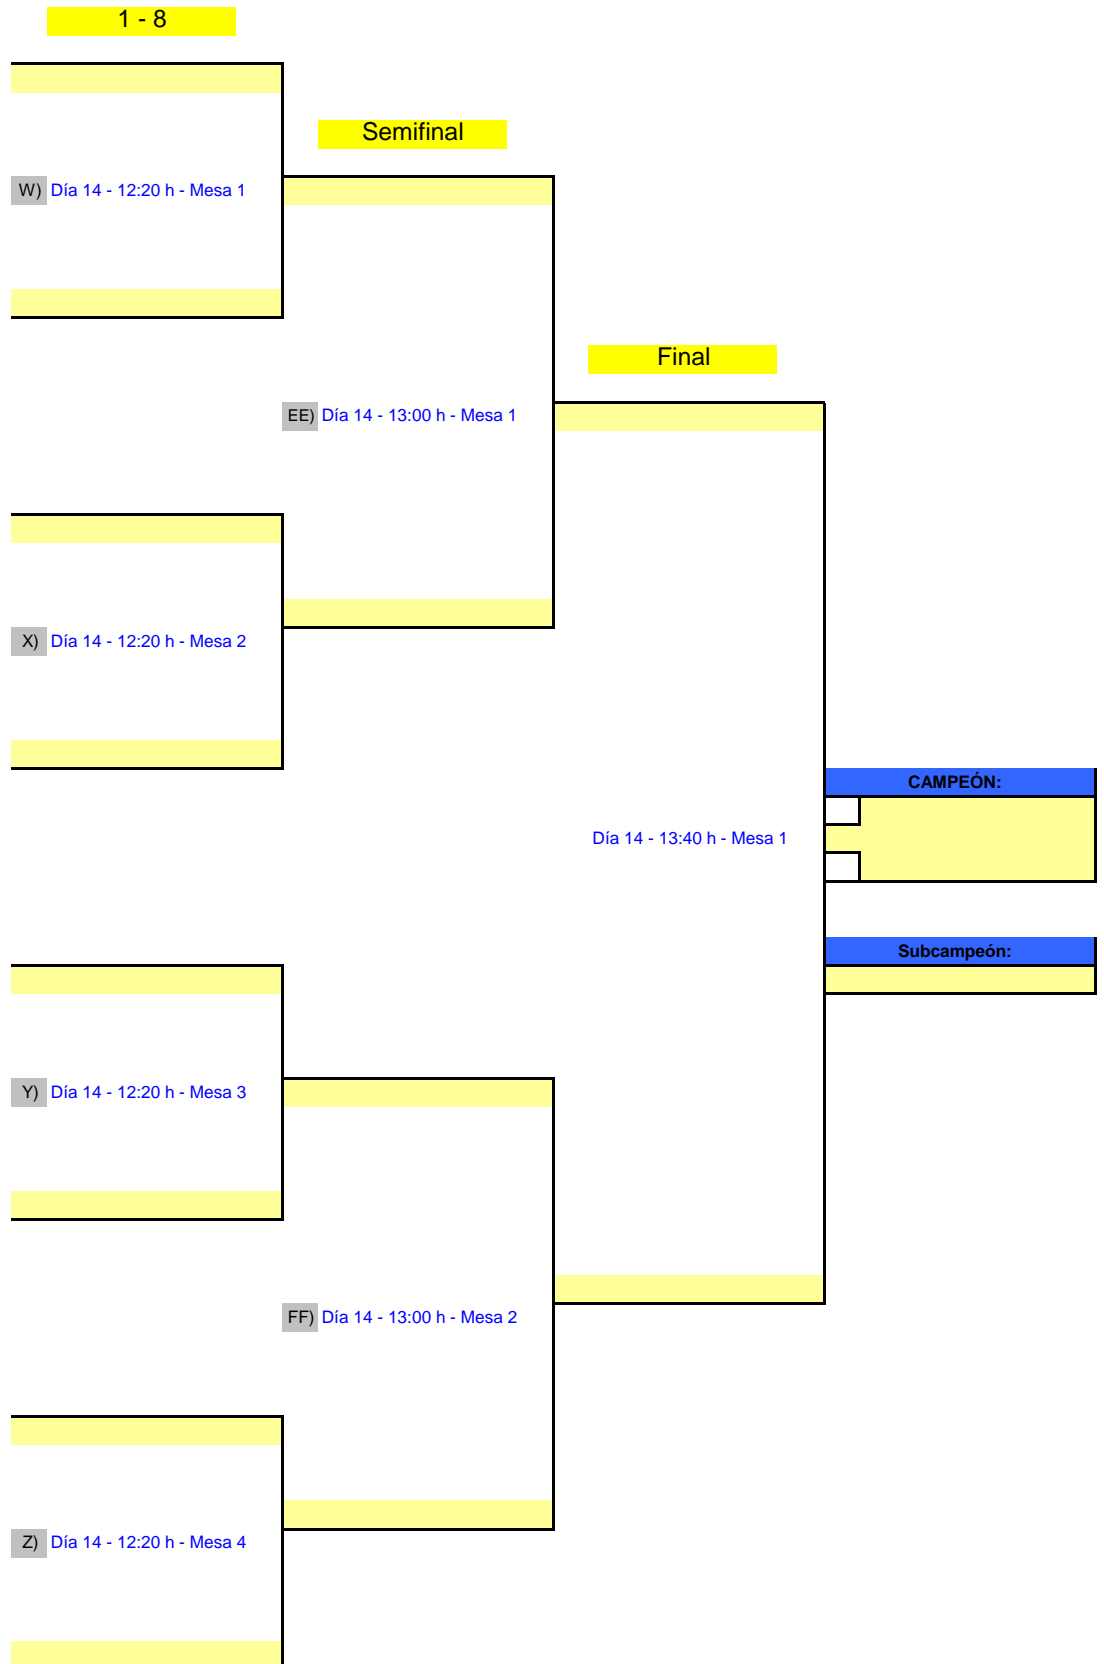 1 - 8
Semifinal
W) Día 14 - 12:20 h - Mesa 1
Final
EE) Día 14 - 13:00 h - Mesa 1
X) Día 14 - 12:20 h - Mesa 2
CAMPEÓN:
Día 14 - 13:40 h - Mesa 1
Subcampeón:
Y) Día 14 - 12:20 h - Mesa 3
FF) Día 14 - 13:00 h - Mesa 2
Z) Día 14 - 12:20 h - Mesa 4